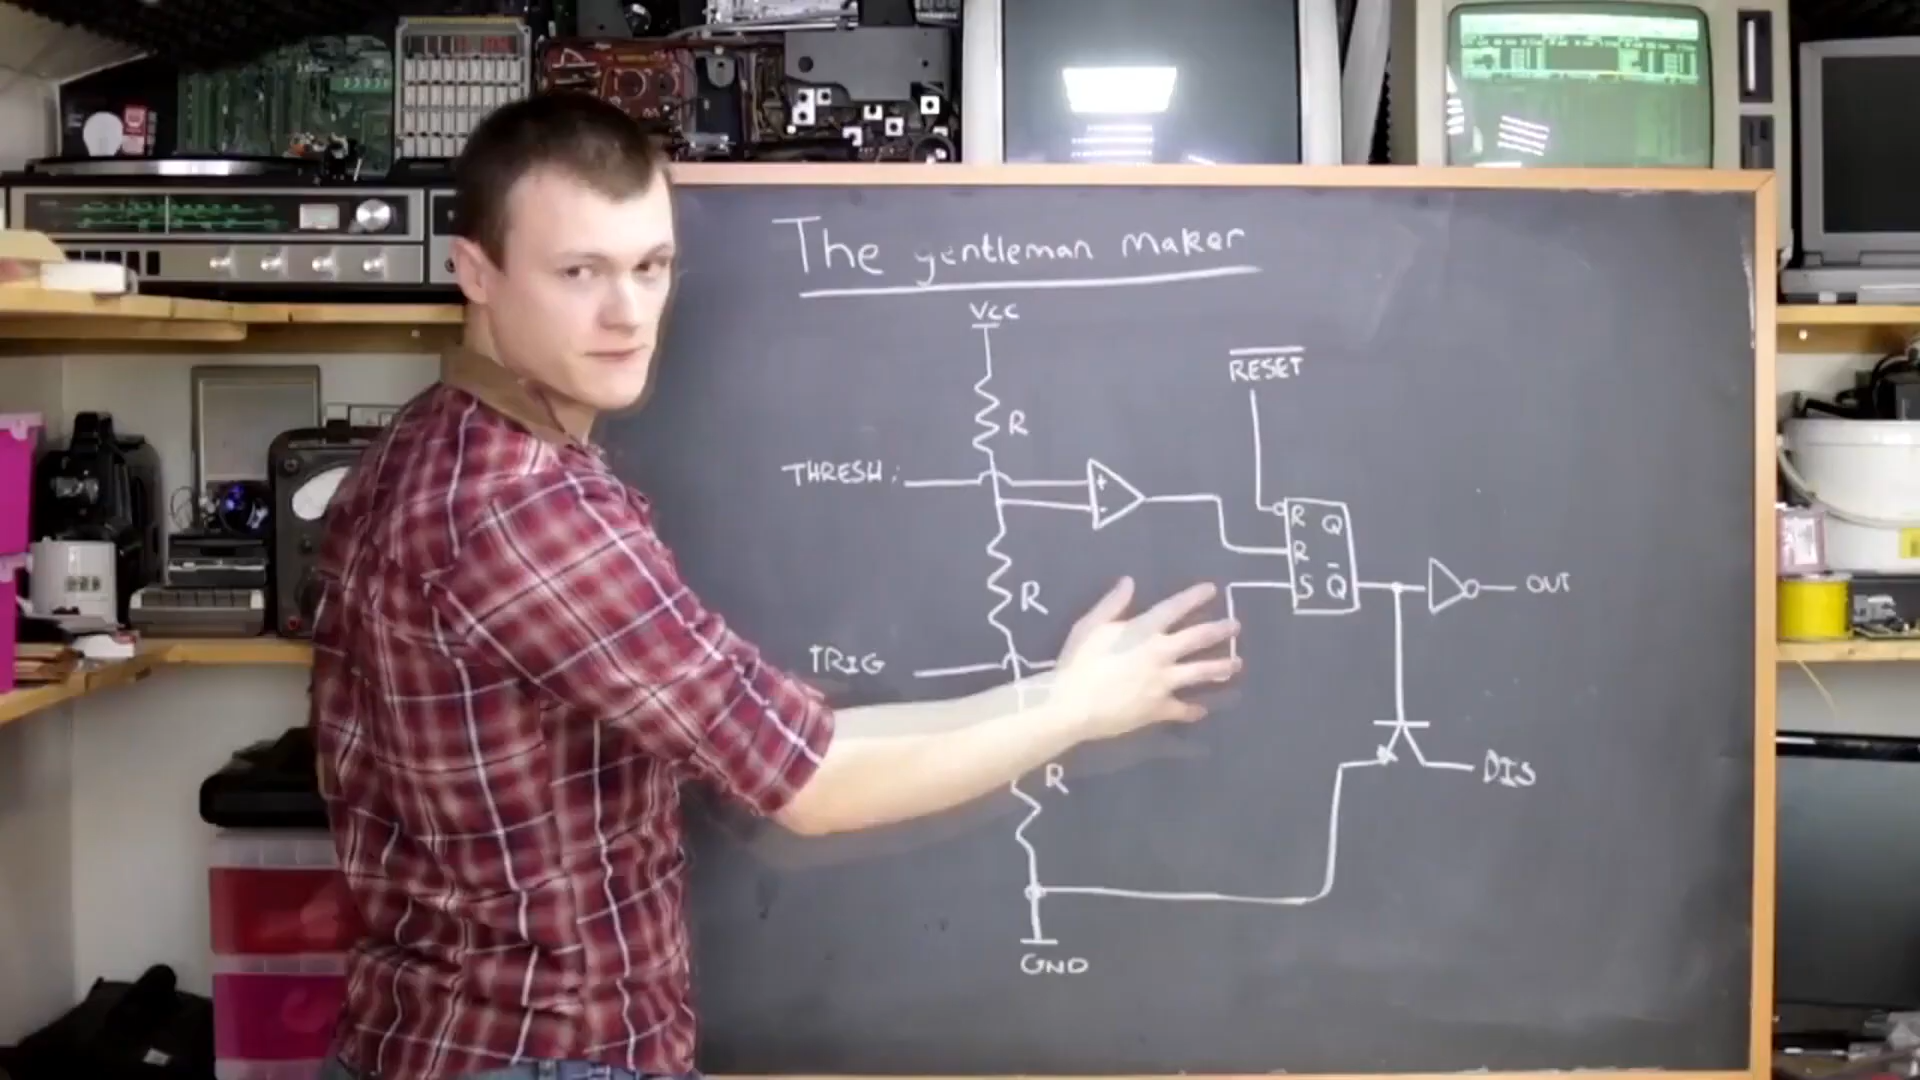 The gentleman maker
VCC
RESET
R
THRESH:
+
-
R Q
R
S Q̅
R
OUT
TRIG
R
DIS
GND